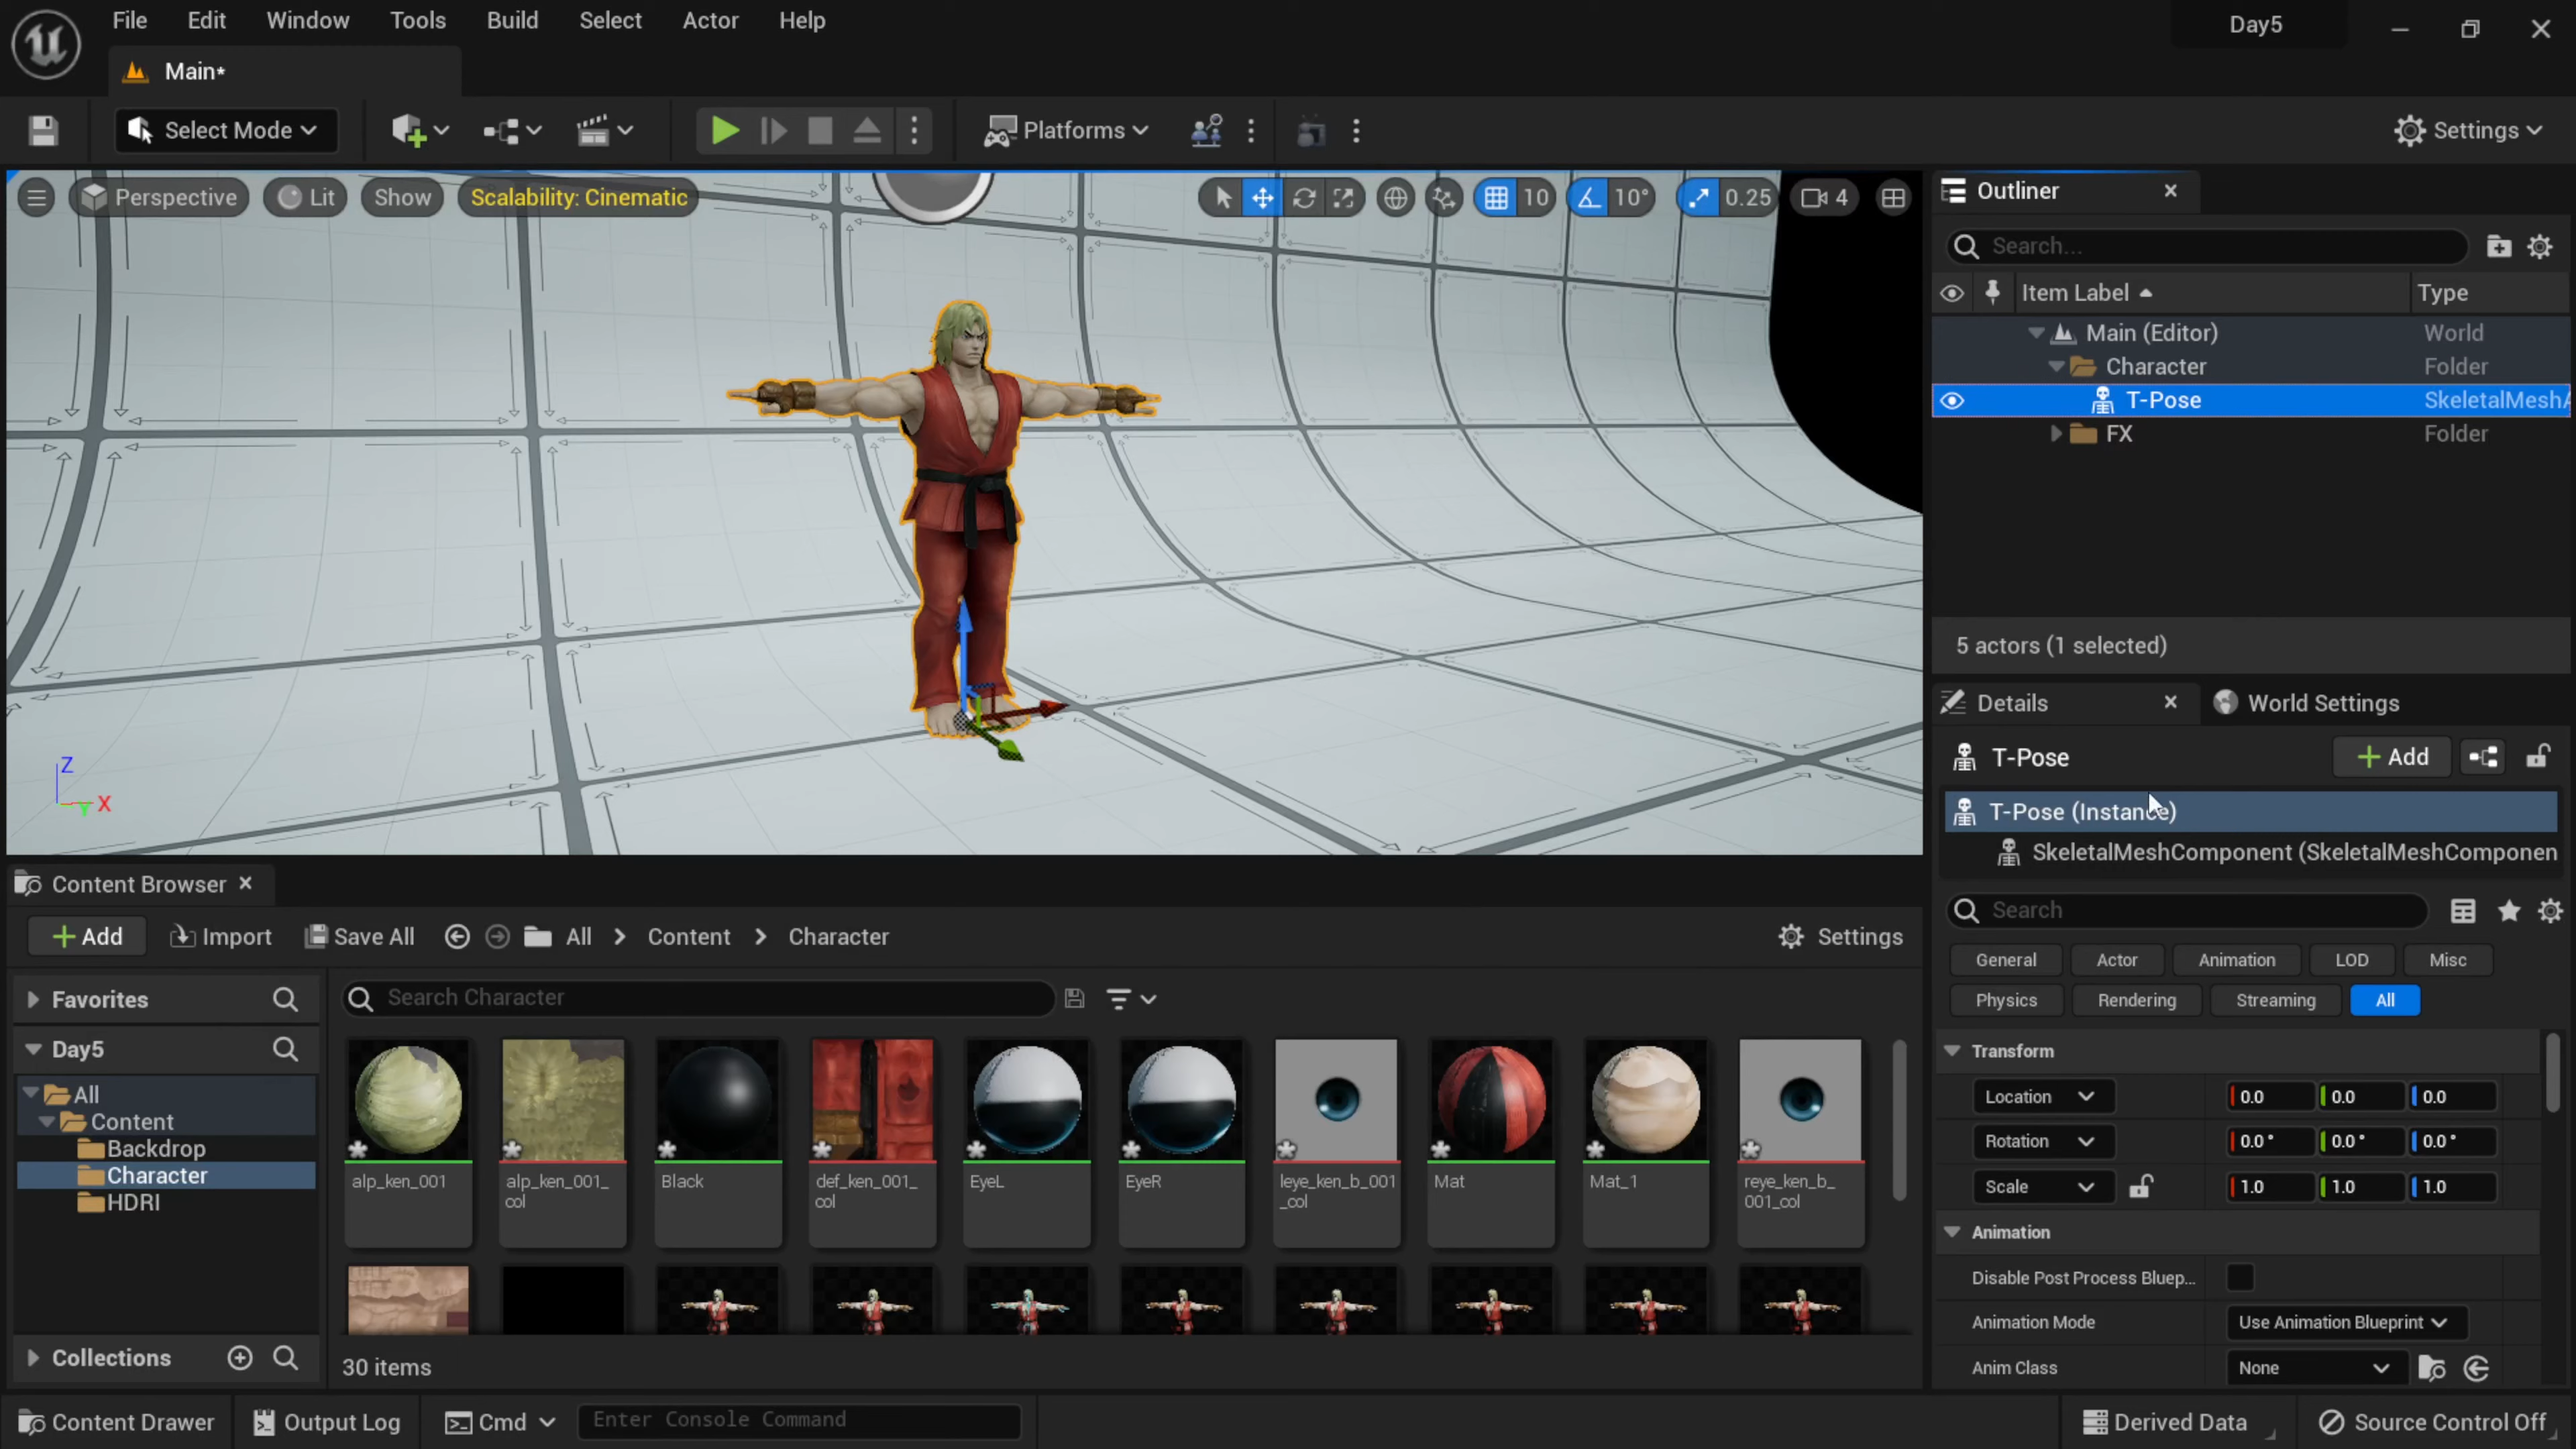 File Edit Window Tools Build Select Actor Help
Day5
Main*
Select Mode
Platforms
Settings
Perspective
Lit
Show
Scalability: Cinematic
10
10°
0.25
4
Z
Y
X
Outliner
Search...
Item Label
Type
Main (Editor)
World
Character
Folder
T-Pose
SkeletalMeshA
FX
Folder
5 actors (1 selected)
Details
World Settings
T-Pose
Add
T-Pose (Instance)
SkeletalMeshComponent (SkeletalMeshComponen
Search
General
Actor
Animation
LOD
Misc
Physics
Rendering
Streaming
All
Transform
Location
0.0
0.0
0.0
Rotation
0.0°
0.0°
0.0°
Scale
1.0
1.0
1.0
Animation
Disable Post Process Bluep...
Animation Mode
Use Animation Blueprint
Anim Class
None
Content Browser
Add
Import
Save All
All > Content > Character
Settings
Favorites
Day5
All
Content
Backdrop
Character
HDRI
Collections
Search Character
alp_ken_001
alp_ken_001_
col
Black
def_ken_001_
col
EyeL
EyeR
leye_ken_b_001
_col
Mat
Mat_1
reye_ken_b_
001_col
30 items
Content Drawer
Output Log
Cmd
Enter Console Command
Derived Data
Source Control Off